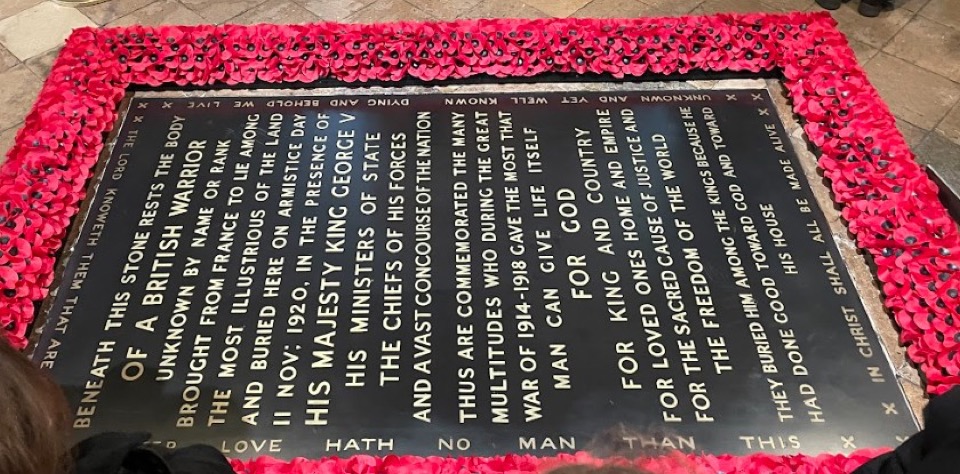 BENEATH THIS STONE RESTS THE BODY
OF A BRITISH WARRIOR
UNKNOWN BY NAME OR RANK
BROUGHT FROM FRANCE TO LIE AMONG
THE MOST ILLUSTRIOUS OF THE LAND
AND BURIED HERE ON ARMISTICE DAY
11 NOV: 1920, IN THE PRESENCE OF
HIS MAJESTY KING GEORGE V
HIS MINISTERS OF STATE
THE CHIEFS OF HIS FORCES
AND A VAST CONCOURSE OF THE NATION
THUS ARE COMMEMORATED THE MANY
MULTITUDES WHO DURING THE GREAT
WAR OF 1914-1918 GAVE THE MOST THAT
MAN CAN GIVE LIFE ITSELF
FOR GOD
FOR KING AND COUNTRY
FOR LOVED ONES HOME AND EMPIRE
FOR THE SACRED CAUSE OF JUSTICE AND
THE FREEDOM OF THE WORLD
THEY BURIED HIM AMONG THE KINGS BECAUSE HE
HAD DONE GOOD TOWARD GOD AND TOWARD
HIS HOUSE
THE LORD KNOWETH THEM THAT ARE
UNKNOWN AND YET WELL KNOWN DYING AND BEHOLD WE LIVE
LOVE HATH NO MAN THAN THIS
IN CHRIST SHALL ALL BE MADE ALIVE